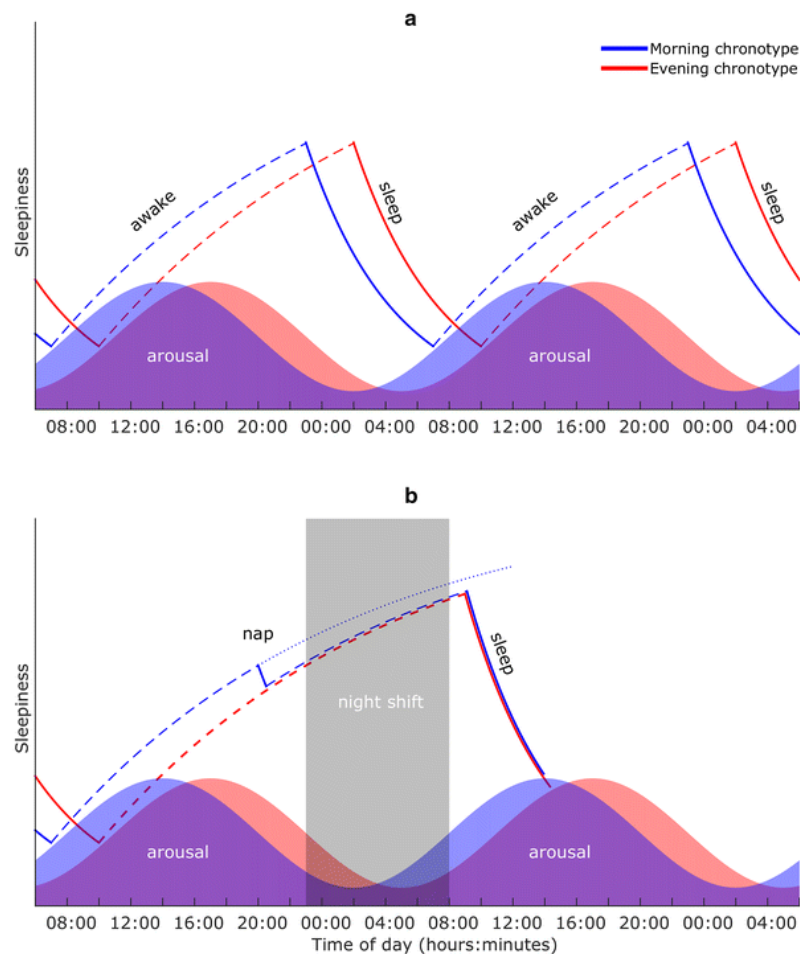 a
Morning chronotype
Evening chronotype
Sleepiness
awake
sleep
awake
sleep
arousal
arousal
08:00 12:00 16:00 20:00 00:00 04:00 08:00 12:00 16:00 20:00 00:00 04:00
b
Sleepiness
nap
sleep
night shift
arousal
arousal
08:00 12:00 16:00 20:00 00:00 04:00 08:00 12:00 16:00 20:00 00:00 04:00
Time of day (hours:minutes)